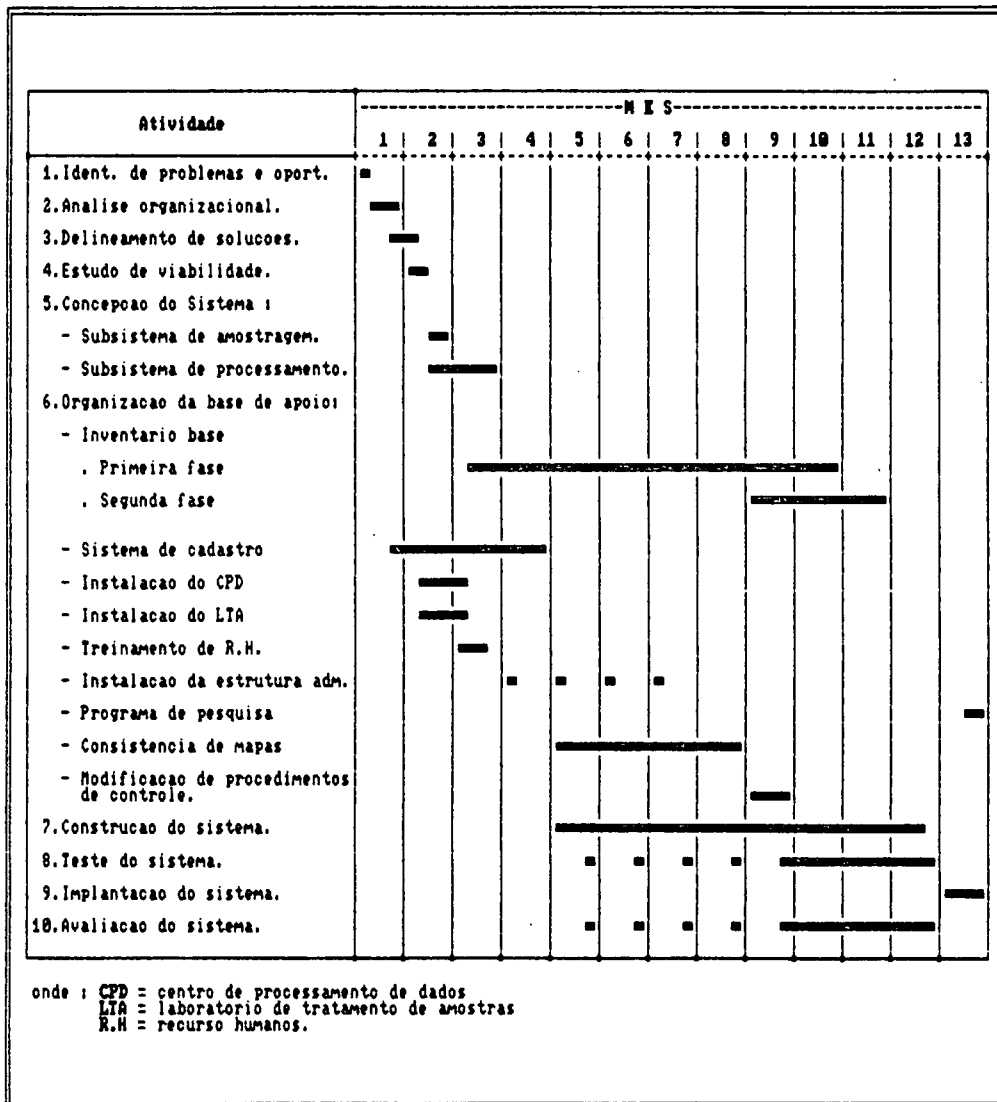 M E S
Atividade
1 2 3 4 5 6 7 8 9 10 11 12 13
1.Ident. de problemas e oport.
2.Analise organizacional.
3.Delineamento de solucoes.
4.Estudo de viabilidade.
5.Concepcao do Sistema :
- Subsistema de amostragem.
- Subsistema de processamento.
6.Organizacao da base de apoio:
- Inventario base
. Primeira fase
. Segunda fase
- Sistema de cadastro
- Instalacao do CPD
- Instalacao do LTA
- Treinamento de R.H.
- Instalacao da estrutura adm.
- Programa de pesquisa
- Consistencia de mapas
- Modificacao de procedimentos
de controle.
7.Construcao do sistema.
8.Teste do sistema.
9.Implantacao do sistema.
10.Avaliacao do sistema.
onde : CPD = centro de processamento de dados
LTA = laboratorio de tratamento de amostras
R.H = recurso humanos.